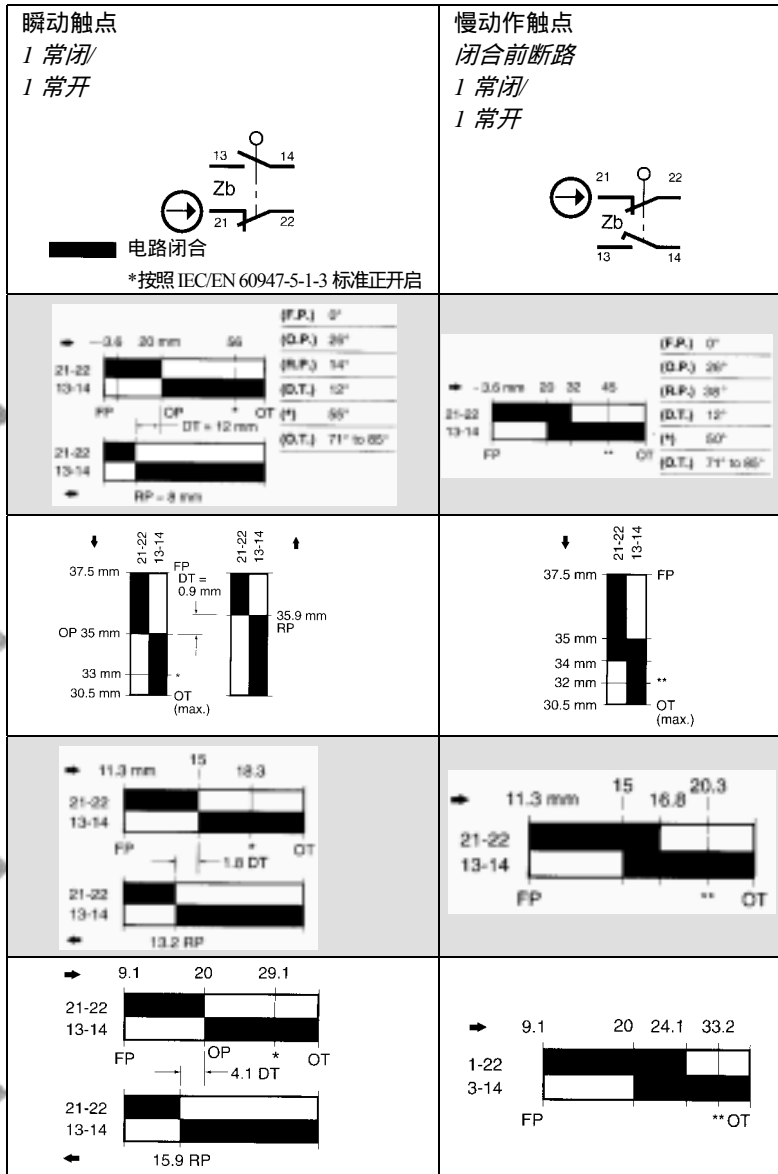 瞬动触点
1 常闭/
1 常开
13 14
Zb
21 22
电路闭合
*按照 IEC/EN 60947-5-1-3 标准正开启
慢动作触点
闭合前断路
1 常闭/
1 常开
21 22
Zb
13 14
20 mm 56
21-22
13-14
FP OP * OT
DT = 12 mm
21-22
13-14
RP = 8 mm
(F.P.) 0°
(O.P.) 26°
(R.P.) 14°
(D.T.) 12°
(*)
(O.T.) 71° to 85°
20 32
21-22
13-14
FP ** OT
(F.P.) 0°
(O.P.) 26°
(R.P.) 38°
(D.T.) 12°
50°
(O.T.) 71° to 85°
21-22
13-14
37.5 mm
FP
DT =
0.9 mm
OP 35 mm
33 mm *
30.5 mm
OT
(max.)
21-22
13-14
35.9 mm
RP
21-22
13-14
37.5 mm FP
35 mm
34 mm
32 mm **
30.5 mm OT
(max.)
11.3 mm 15 18.3
21-22
13-14
FP * OT
1.8 DT
21-22
13-14
13.2 RP
11.3 mm 15 16.8 20.3
21-22
13-14
FP ** OT
9.1 20 29.1
21-22
13-14
FP OP * OT
4.1 DT
21-22
13-14
15.9 RP
9.1 20 24.1 33.2
1-22
3-14
FP ** OT